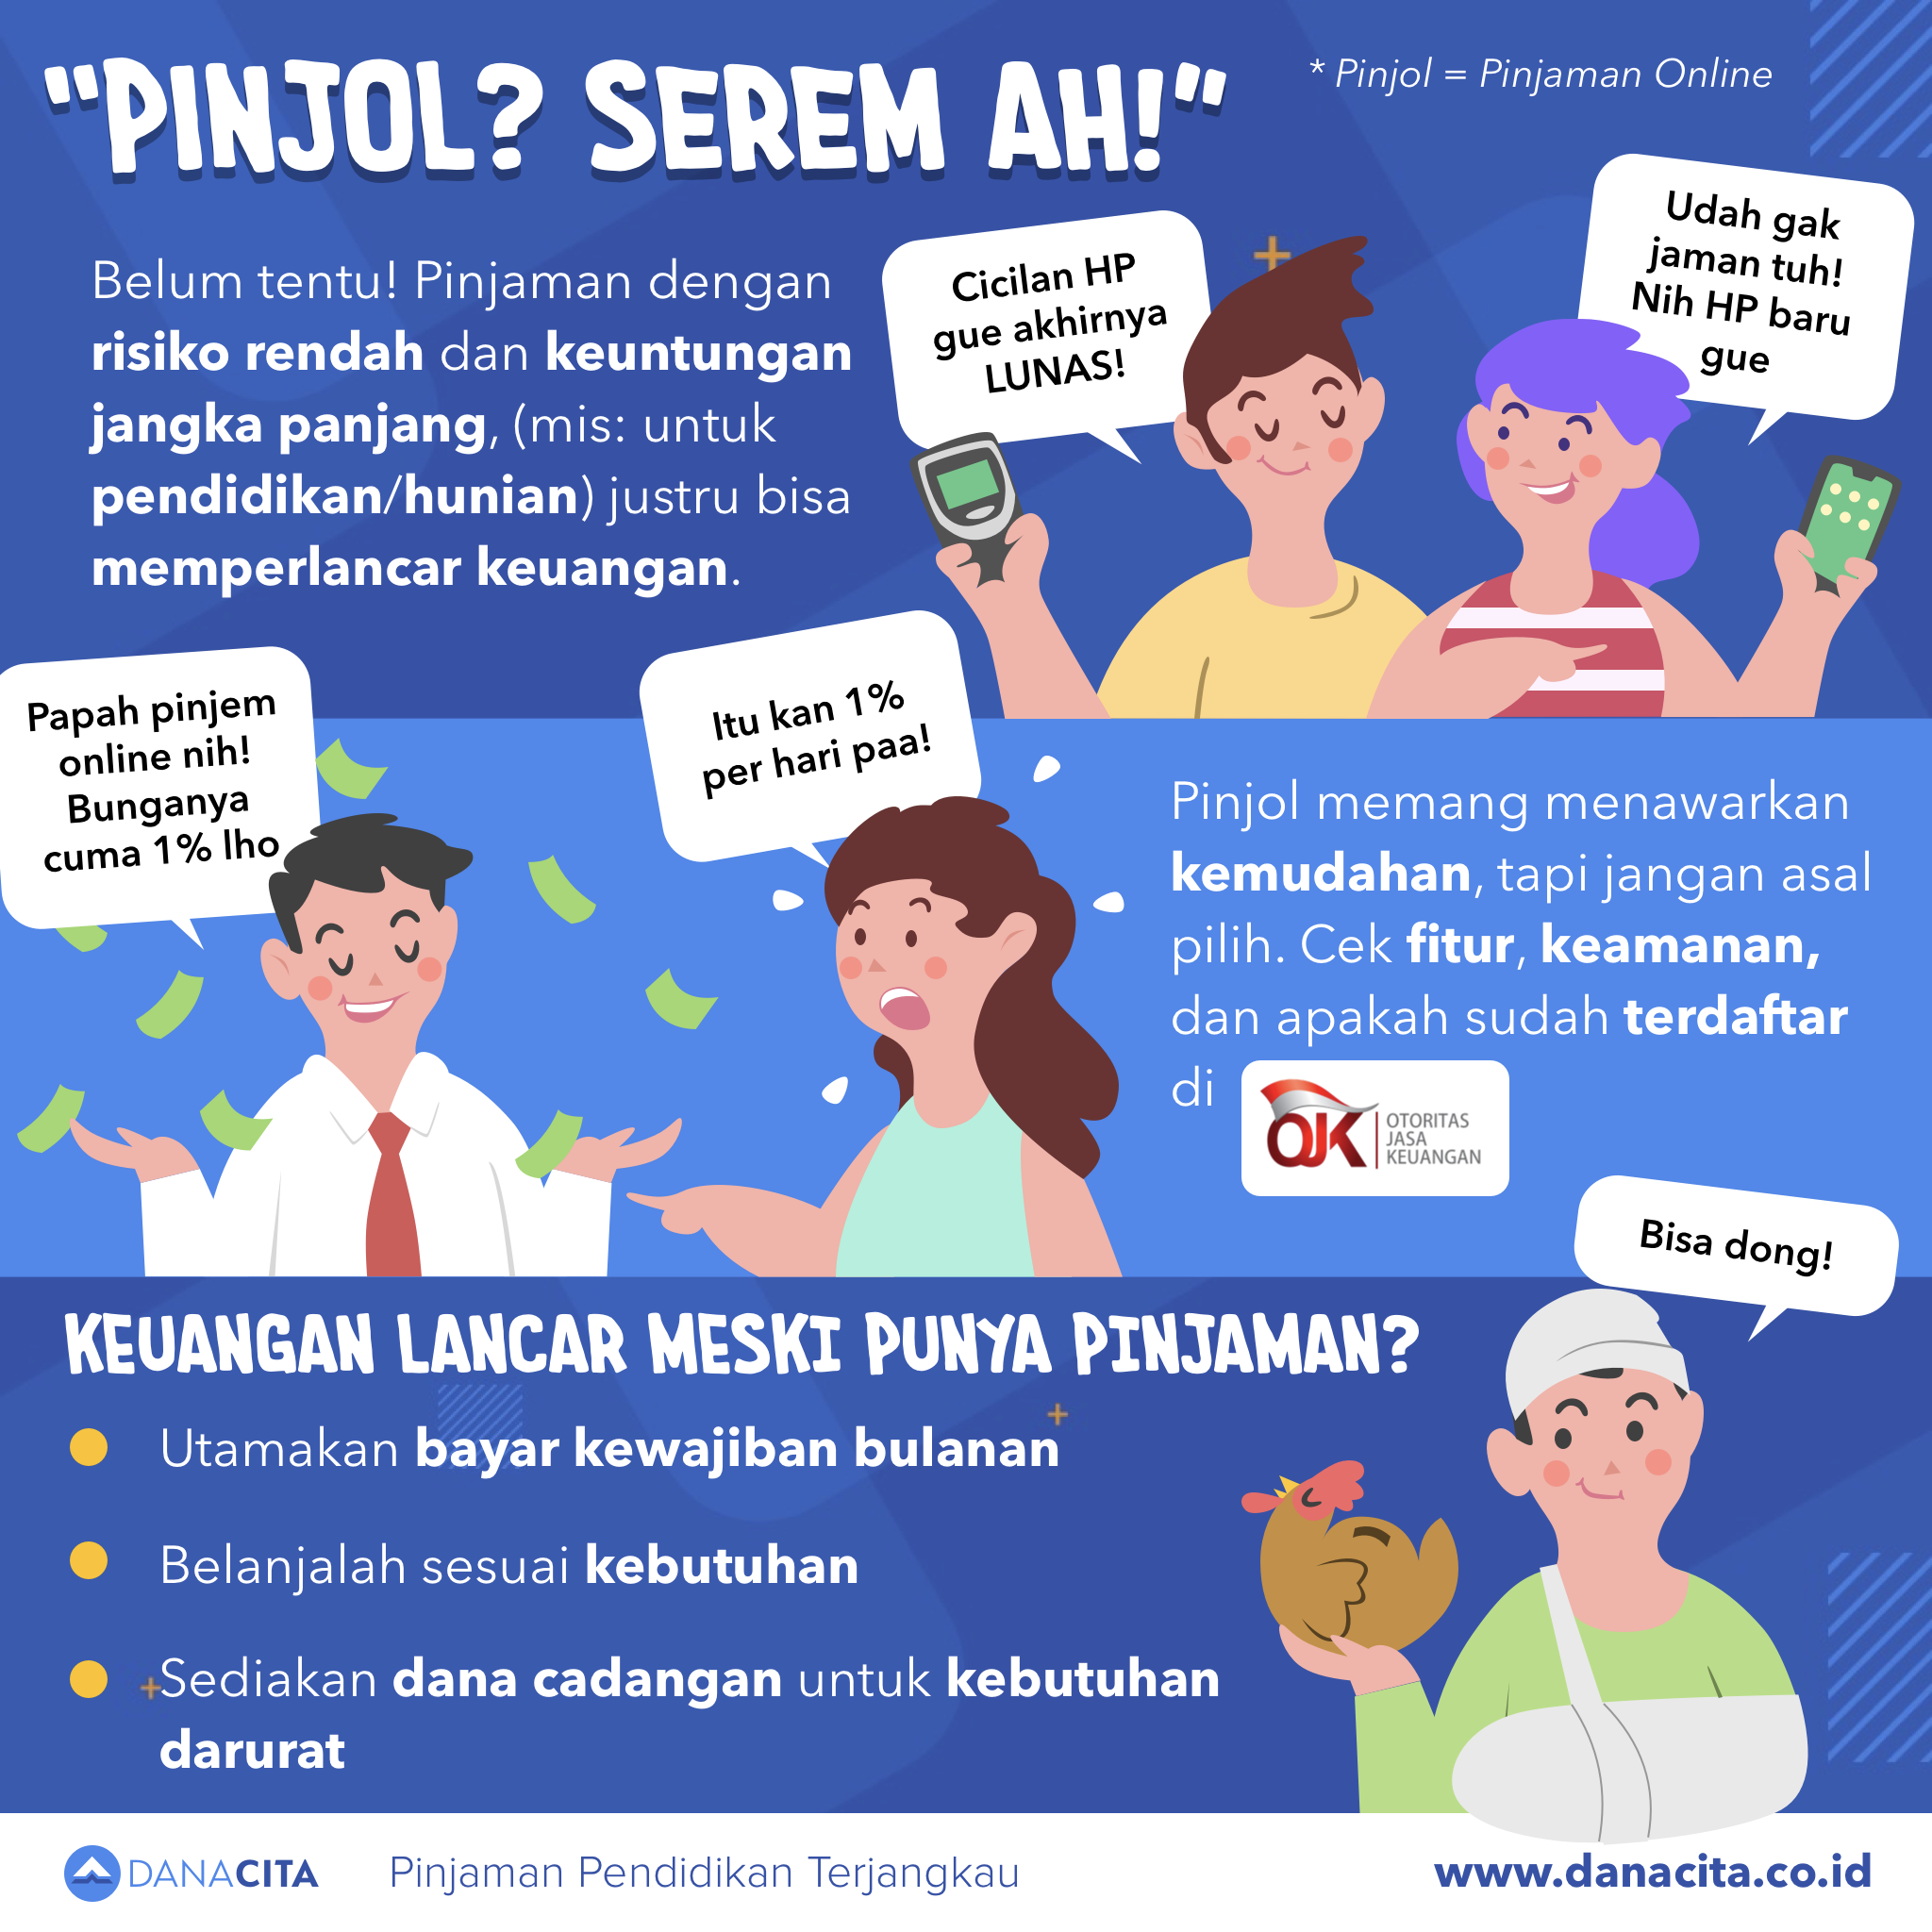 "PINJOL? SEREM AH!"
* Pinjol = Pinjaman Online
Belum tentu! Pinjaman dengan
risiko rendah dan keuntungan
jangka panjang, (mis: untuk
pendidikan/hunian) justru bisa
memperlancar keuangan.
Cicilan HP
gue akhirnya
LUNAS!
Udah gak
jaman tuh!
Nih HP baru
gue
Papah pinjem
online nih!
Bunganya
cuma 1% lho
Itu kan 1%
per hari paa!
Pinjol memang menawarkan
kemudahan, tapi jangan asal
pilih. Cek fitur, keamanan,
dan apakah sudah terdaftar
di
OJK
OTORITAS
JASA
KEUANGAN
Bisa dong!
KEUANGAN LANCAR MESKI PUNYA PINJAMAN?
Utamakan bayar kewajiban bulanan
Belanjalah sesuai kebutuhan
Sediakan dana cadangan untuk kebutuhan
darurat
DANACITA
Pinjaman Pendidikan Terjangkau
www.danacita.co.id